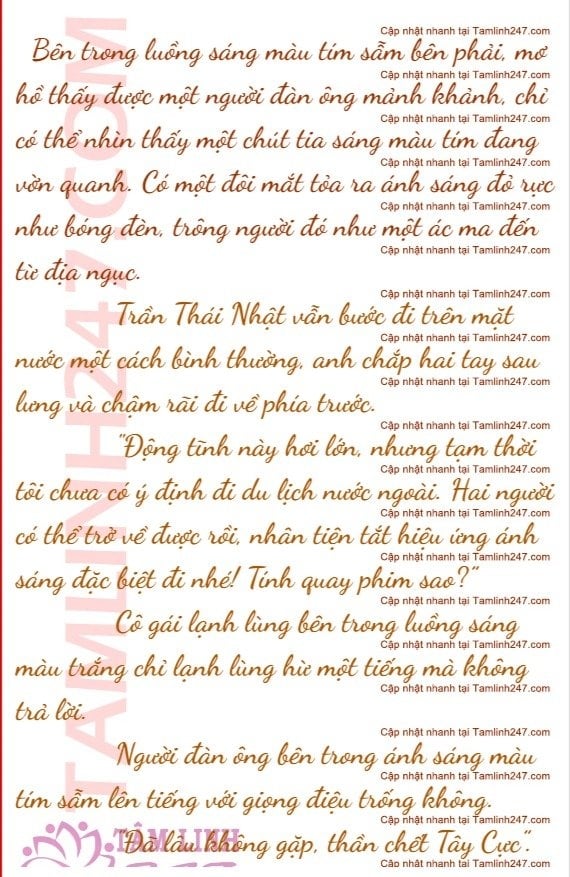 Cập nhật nhanh tại Tamlinh247.com
Bên trong luồng sáng màu tím sẫm bên phải, mơ
Cập nhật nhanh tại Tamlinh247.com
hồ thấy được một người đàn ông mảnh khảnh, chỉ
Cập nhật nhanh tại Tamlinh247.com
có thể nhìn thấy một chút tia sáng màu tím đang
Cập nhật nhanh tại Tamlinh247.com
vờn quanh. Có một đôi mắt tỏa ra ánh sáng đỏ rực
Cập nhật nhanh tại Tamlinh247.com
như bóng đèn, trông người đó như một ác ma đến
Cập nhật nhanh tại Tamlinh247.com
từ địa ngục.
Cập nhật nhanh tại Tamlinh247.com
Trần Thái Nhật vẫn bước đi trên mặt
Cập nhật nhanh tại Tamlinh247.com
nước một cách bình thường, anh chắp hai tay sau
Cập nhật nhanh tại Tamlinh247.com
lưng và chậm rãi đi về phía trước.
Cập nhật nhanh tại Tamlinh247.com
"Động tĩnh này hơi lớn, nhưng tạm thời
Cập nhật nhanh tại Tamlinh247.com
tôi chưa có ý định đi du lịch nước ngoài. Hai người
Cập nhật nhanh tại Tamlinh247.com
có thể trở về được rồi, nhân tiện tắt hiệu ứng ánh
Cập nhật nhanh tại Tamlinh247.com
sáng đặc biệt đi nhé! Tính quay phim sao?"
Cập nhật nhanh tại Tamlinh247.com
Cô gái lạnh lùng bên trong luồng sáng
Cập nhật nhanh tại Tamlinh247.com
màu trắng chỉ lạnh lùng hừ một tiếng mà không
Cập nhật nhanh tại Tamlinh247.com
trả lời.
Cập nhật nhanh tại Tamlinh247.com
Người đàn ông bên trong ánh sáng màu
Cập nhật nhanh tại Tamlinh247.com
tím sẫm lên tiếng với giọng điệu trống không.
Cập nhật nhanh tại Tamlinh247.com
"Đã lâu không gặp, thần chết Tây Cực".
Cập nhật nhanh tại Tamlinh247.com
TAMLINH247.COM
TÂM LINH